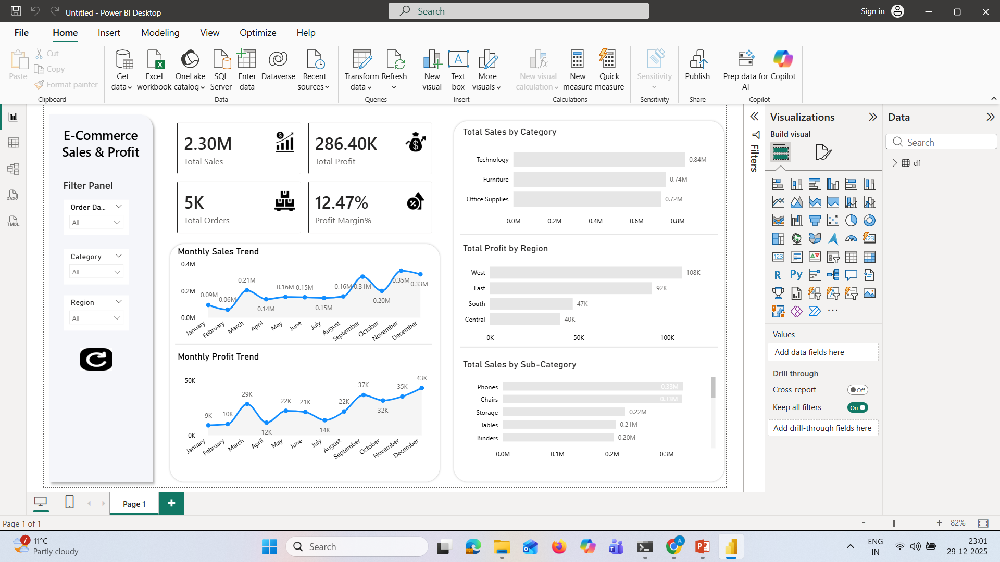 Untitled - Power BI Desktop
Search
Sign in
File
Home
Insert
Modeling
View
Optimize
Help
Paste
Cut
Copy
Format painter
Clipboard
Get data
Excel workbook
OneLake catalog
SQL Server
Enter data
Dataverse
Recent sources
Data
Transform data
Refresh
Queries
New visual
Text box
More visuals
Insert
New visual calculation
New measure
Quick measure
Calculations
Sensitivity
Sensitivity
Publish
Share
Prep data for AI
Copilot
Copilot
DAX
TMDL
E-Commerce
Sales & Profit
Filter Panel
Order Da...
All
Category
All
Region
All
2.30M
Total Sales
286.40K
Total Profit
5K
Total Orders
12.47%
Profit Margin%
Monthly Sales Trend
0.4M
0.2M
0.0M
0.09M
0.06M
0.21M
0.14M
0.16M
0.15M
0.15M
0.16M
0.31M
0.20M
0.35M
0.33M
January
February
March
April
May
June
July
August
September
October
November
December
Monthly Profit Trend
50K
0K
9K
10K
29K
12K
22K
21K
14K
22K
37K
32K
35K
43K
January
February
March
April
May
June
July
August
September
October
November
December
Total Sales by Category
Technology
0.84M
Furniture
0.74M
Office Supplies
0.72M
0.0M
0.2M
0.4M
0.6M
0.8M
Total Profit by Region
West
108K
East
92K
South
47K
Central
40K
0K
50K
100K
Total Sales by Sub-Category
Phones
0.33M
Chairs
0.33M
Storage
0.22M
Tables
0.21M
Binders
0.20M
0.0M
0.1M
0.2M
0.3M
Filters
Visualizations
Build visual
123
123
R
Py
...
Values
Add data fields here
Drill through
Cross-report
Off
Keep all filters
On
Add drill-through fields here
Data
Search
df
Page 1
+
Page 1 of 1
-
+
82%
7
11°C
Partly cloudy
Search
A
ENG
IN
23:01
29-12-2025